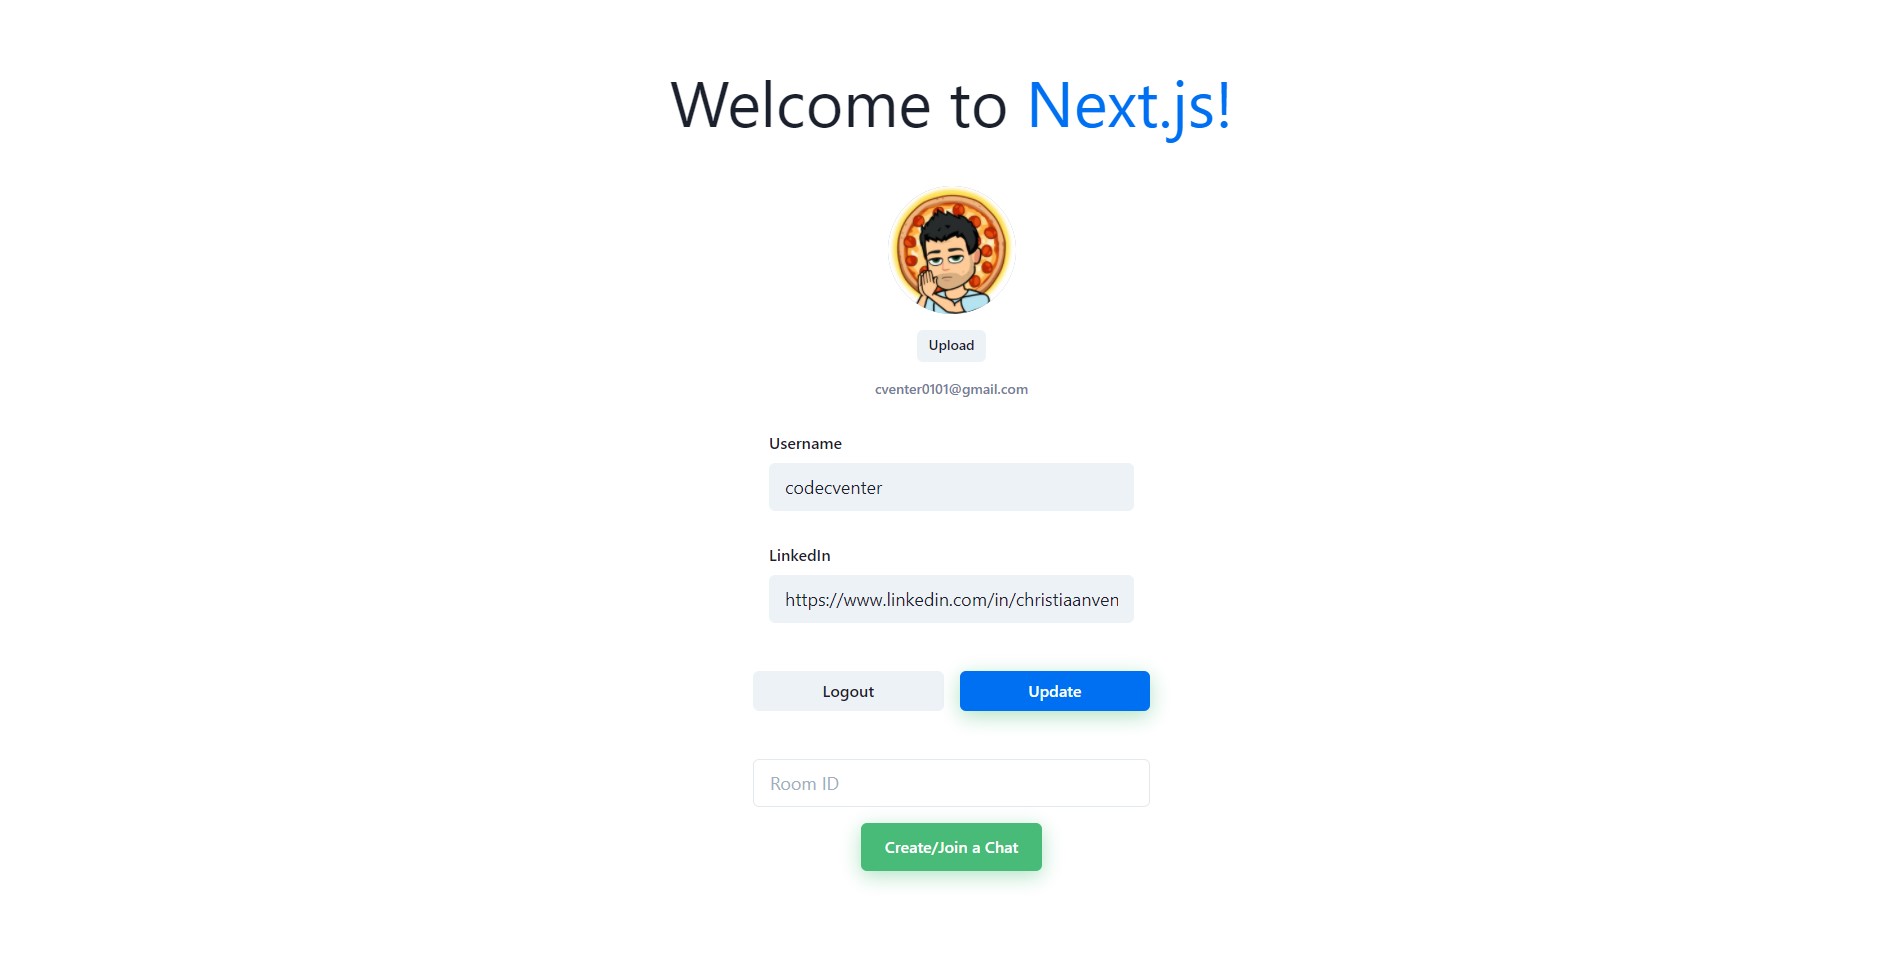 Welcome to Next.js!
Upload
cventer0101@gmail.com
Username
codecventer
LinkedIn
https://www.linkedin.com/in/christiaanven
Logout Update
Room ID
Create/Join a Chat